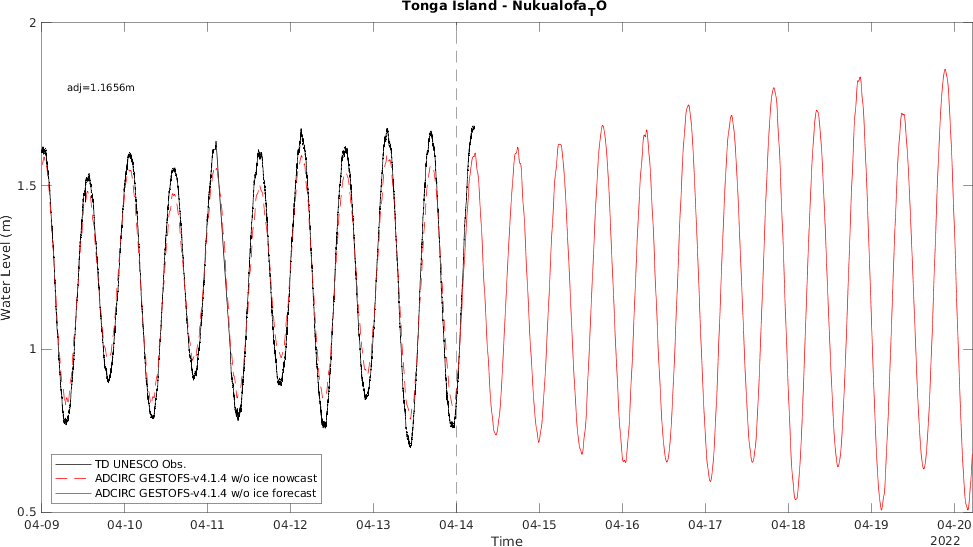 Tonga Island - Nukualofa_TO
2
adj=1.1656m
1.5
Water Level (m)
1
TD UNESCO Obs.
ADCIRC GESTOFS-v4.1.4 w/o ice nowcast
ADCIRC GESTOFS-v4.1.4 w/o ice forecast
0.5
04-09 04-10 04-11 04-12 04-13 04-14 04-15 04-16 04-17 04-18 04-19 04-20
Time 2022